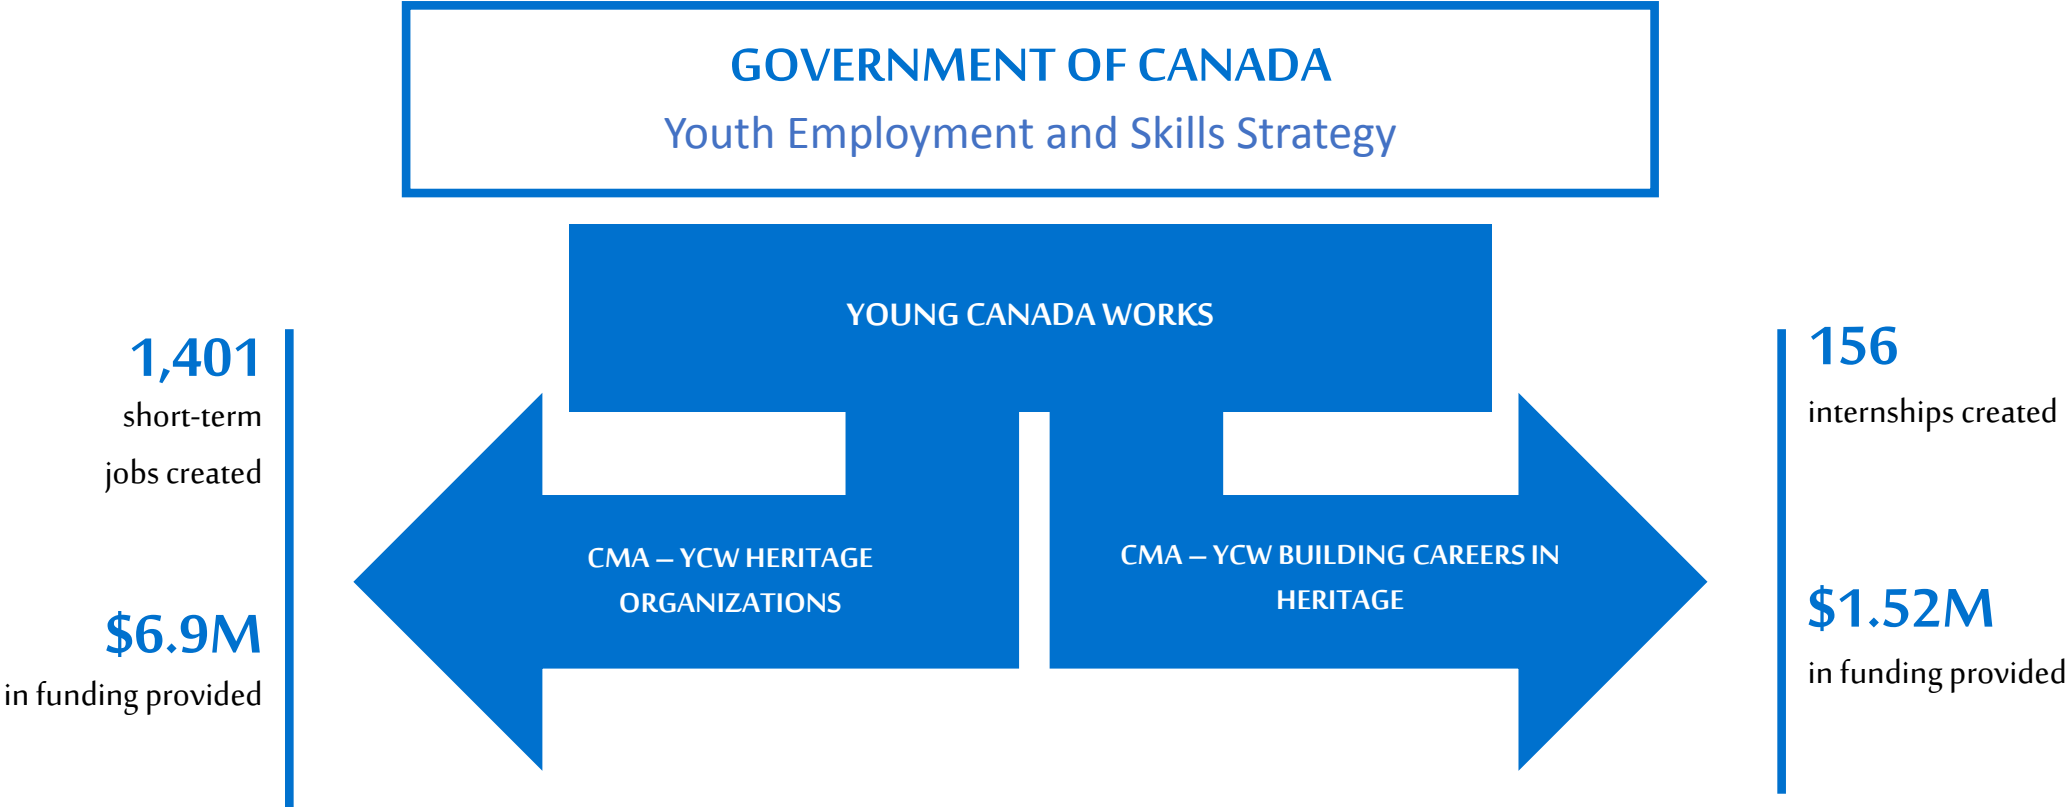 GOVERNMENT OF CANADA
Youth Employment and Skills Strategy
YOUNG CANADA WORKS
1,401
short-term
jobs created
$6.9M
in funding provided
CMA – YCW HERITAGE
ORGANIZATIONS
CMA – YCW BUILDING CAREERS IN
HERITAGE
156
internships created
$1.52M
in funding provided